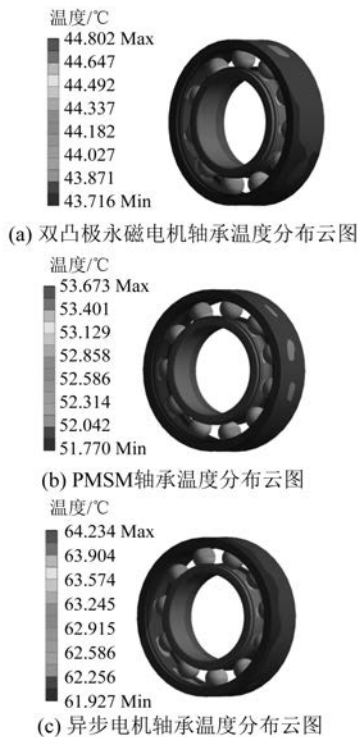 温度/℃
44.802 Max
44.647
44.492
44.337
44.182
44.027
43.871
43.716 Min
(a) 双凸极永磁电机轴承温度分布云图
温度/℃
53.673 Max
53.401
53.129
52.858
52.586
52.314
52.042
51.770 Min
(b) PMSM轴承温度分布云图
温度/℃
64.234 Max
63.904
63.574
63.245
62.915
62.586
62.256
61.927 Min
(c) 异步电机轴承温度分布云图